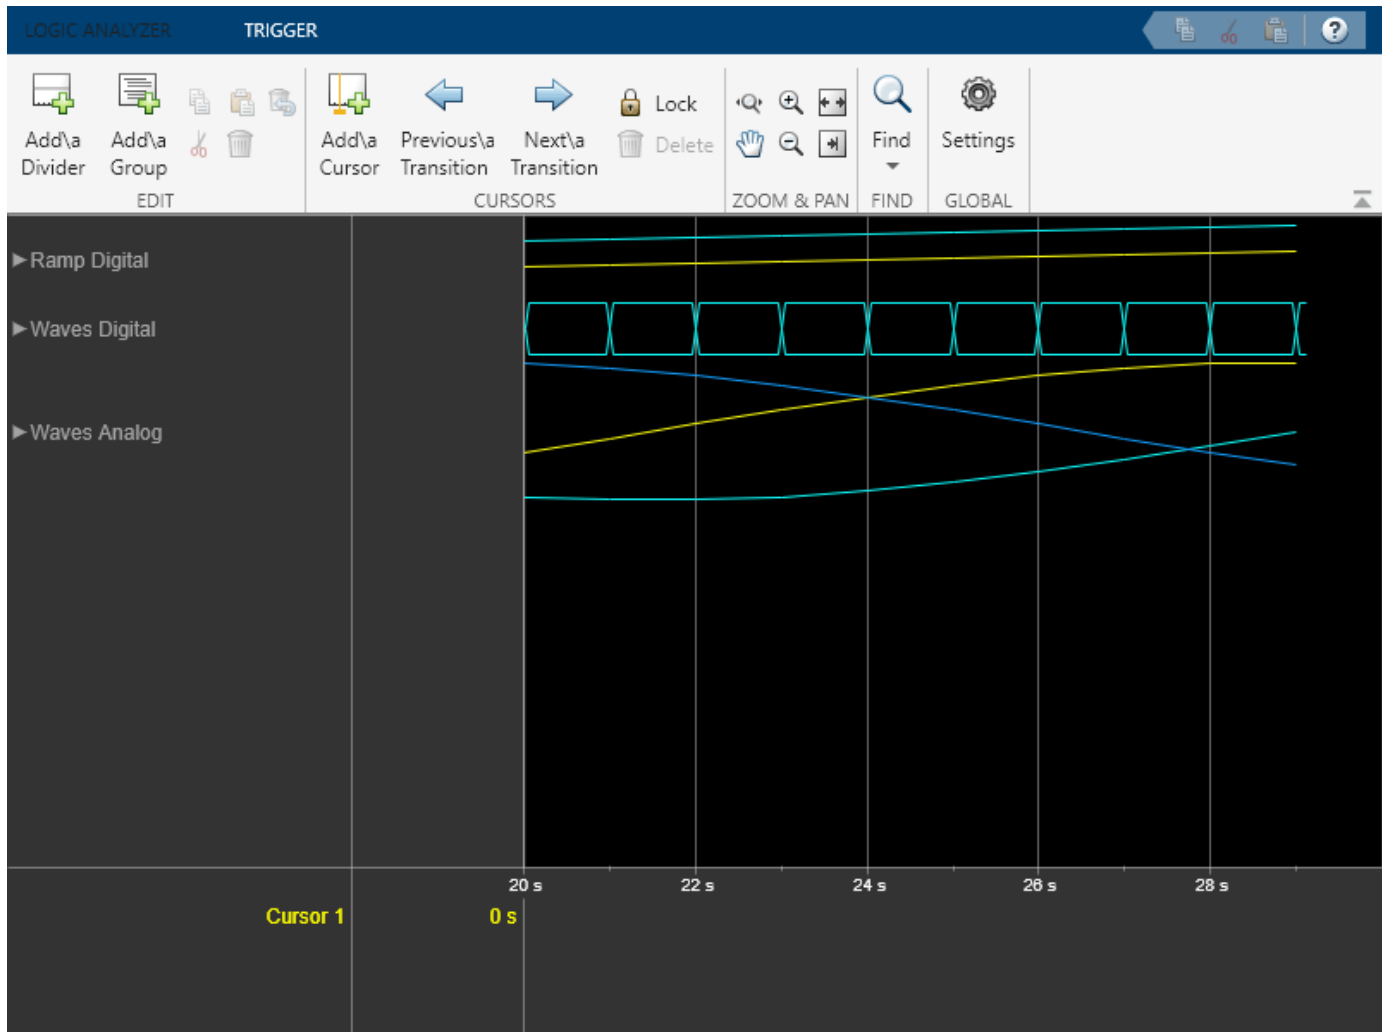 LOGIC ANALYZER TRIGGER
Add\a Divider
Add\a Group
Add\a Cursor
Previous\a Transition
Next\a Transition
Lock
Delete
Find
Settings
EDIT CURSORS ZOOM & PAN FIND GLOBAL
Ramp Digital
Waves Digital
Waves Analog
20 s 22 s 24 s 26 s 28 s
Cursor 1 0 s